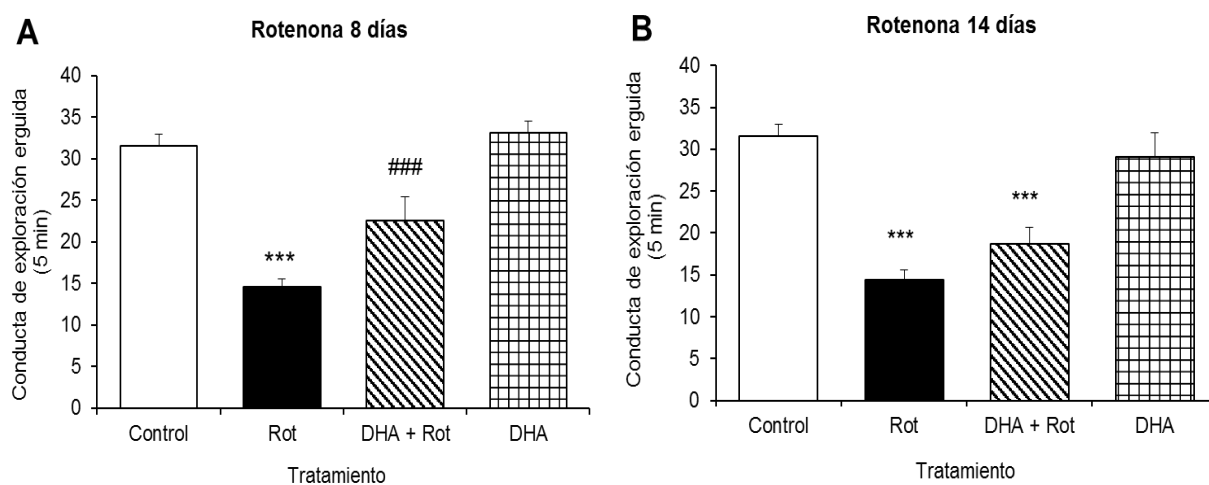 A
Rotenona 8 días
Conducta de exploración erguida
(5 min)
40
35
30
25
20
15
10
5
0
***
###
Control
Rot
DHA + Rot
DHA
Tratamiento
B
Rotenona 14 días
Conducta de exploración erguida
(5 min)
40
35
30
25
20
15
10
5
0
***
***
Control
Rot
DHA + Rot
DHA
Tratamiento